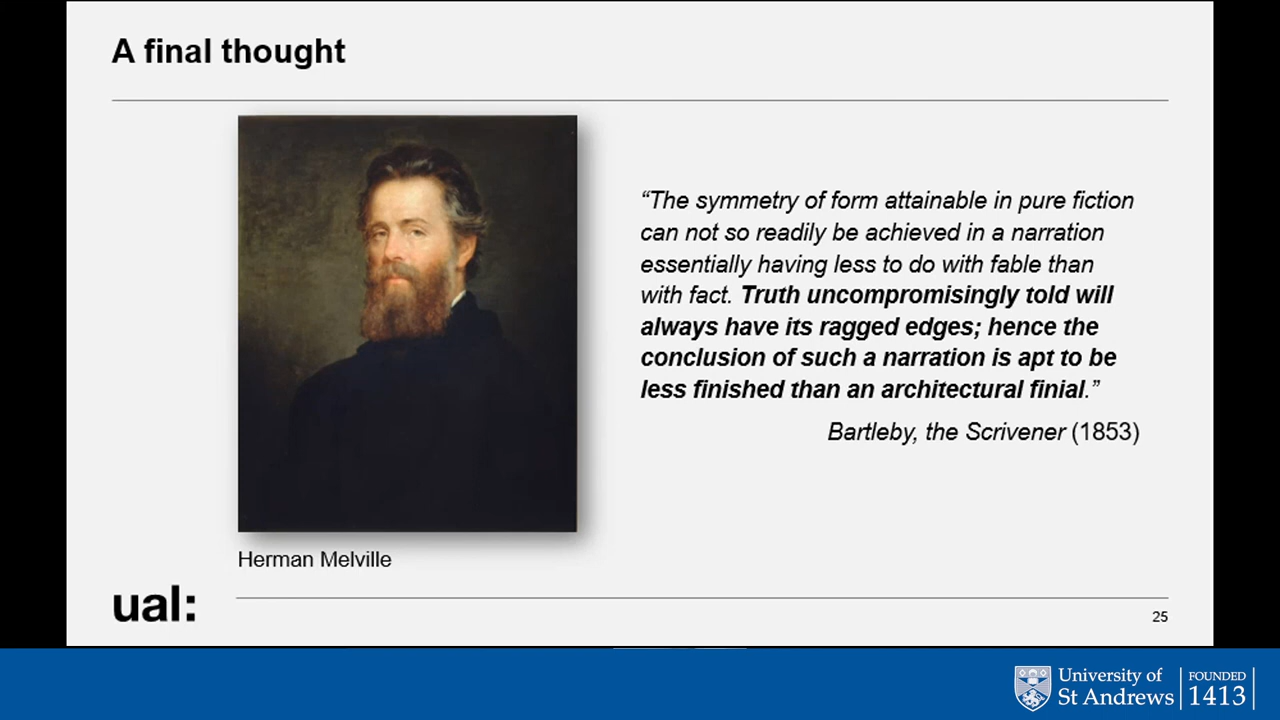 A final thought
“The symmetry of form attainable in pure fiction
can not so readily be achieved in a narration
essentially having less to do with fable than
with fact. Truth uncompromisingly told will
always have its ragged edges; hence the
conclusion of such a narration is apt to be
less finished than an architectural finial.”
Bartleby, the Scrivener (1853)
Herman Melville
ual:
25
University of
St Andrews
FOUNDED
1413